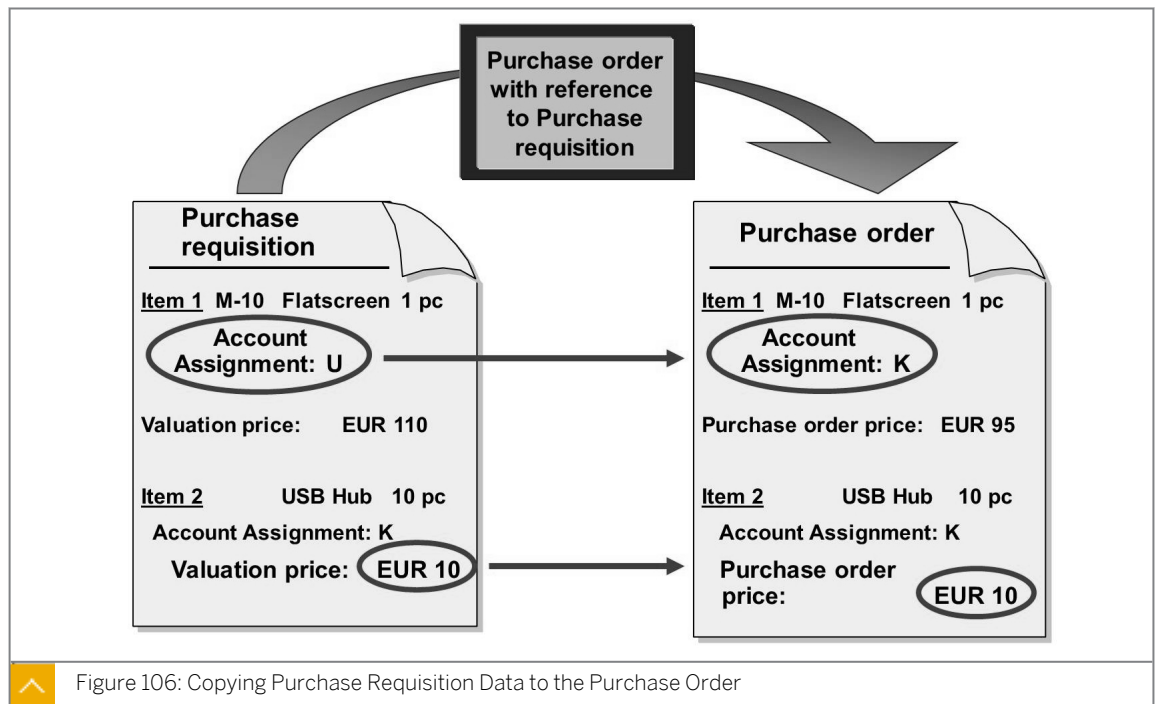 Purchase order
with reference
to Purchase
requisition
Purchase
requisition
Item 1 M-10 Flatscreen 1 pc
Account
Assignment: U
Valuation price: EUR 110
Item 2 USB Hub 10 pc
Account Assignment: K
Valuation price: EUR 10
Purchase order
Item 1 M-10 Flatscreen 1 pc
Account
Assignment: K
Purchase order price: EUR 95
Item 2 USB Hub 10 pc
Account Assignment: K
Purchase order
price: EUR 10
Figure 106: Copying Purchase Requisition Data to the Purchase Order